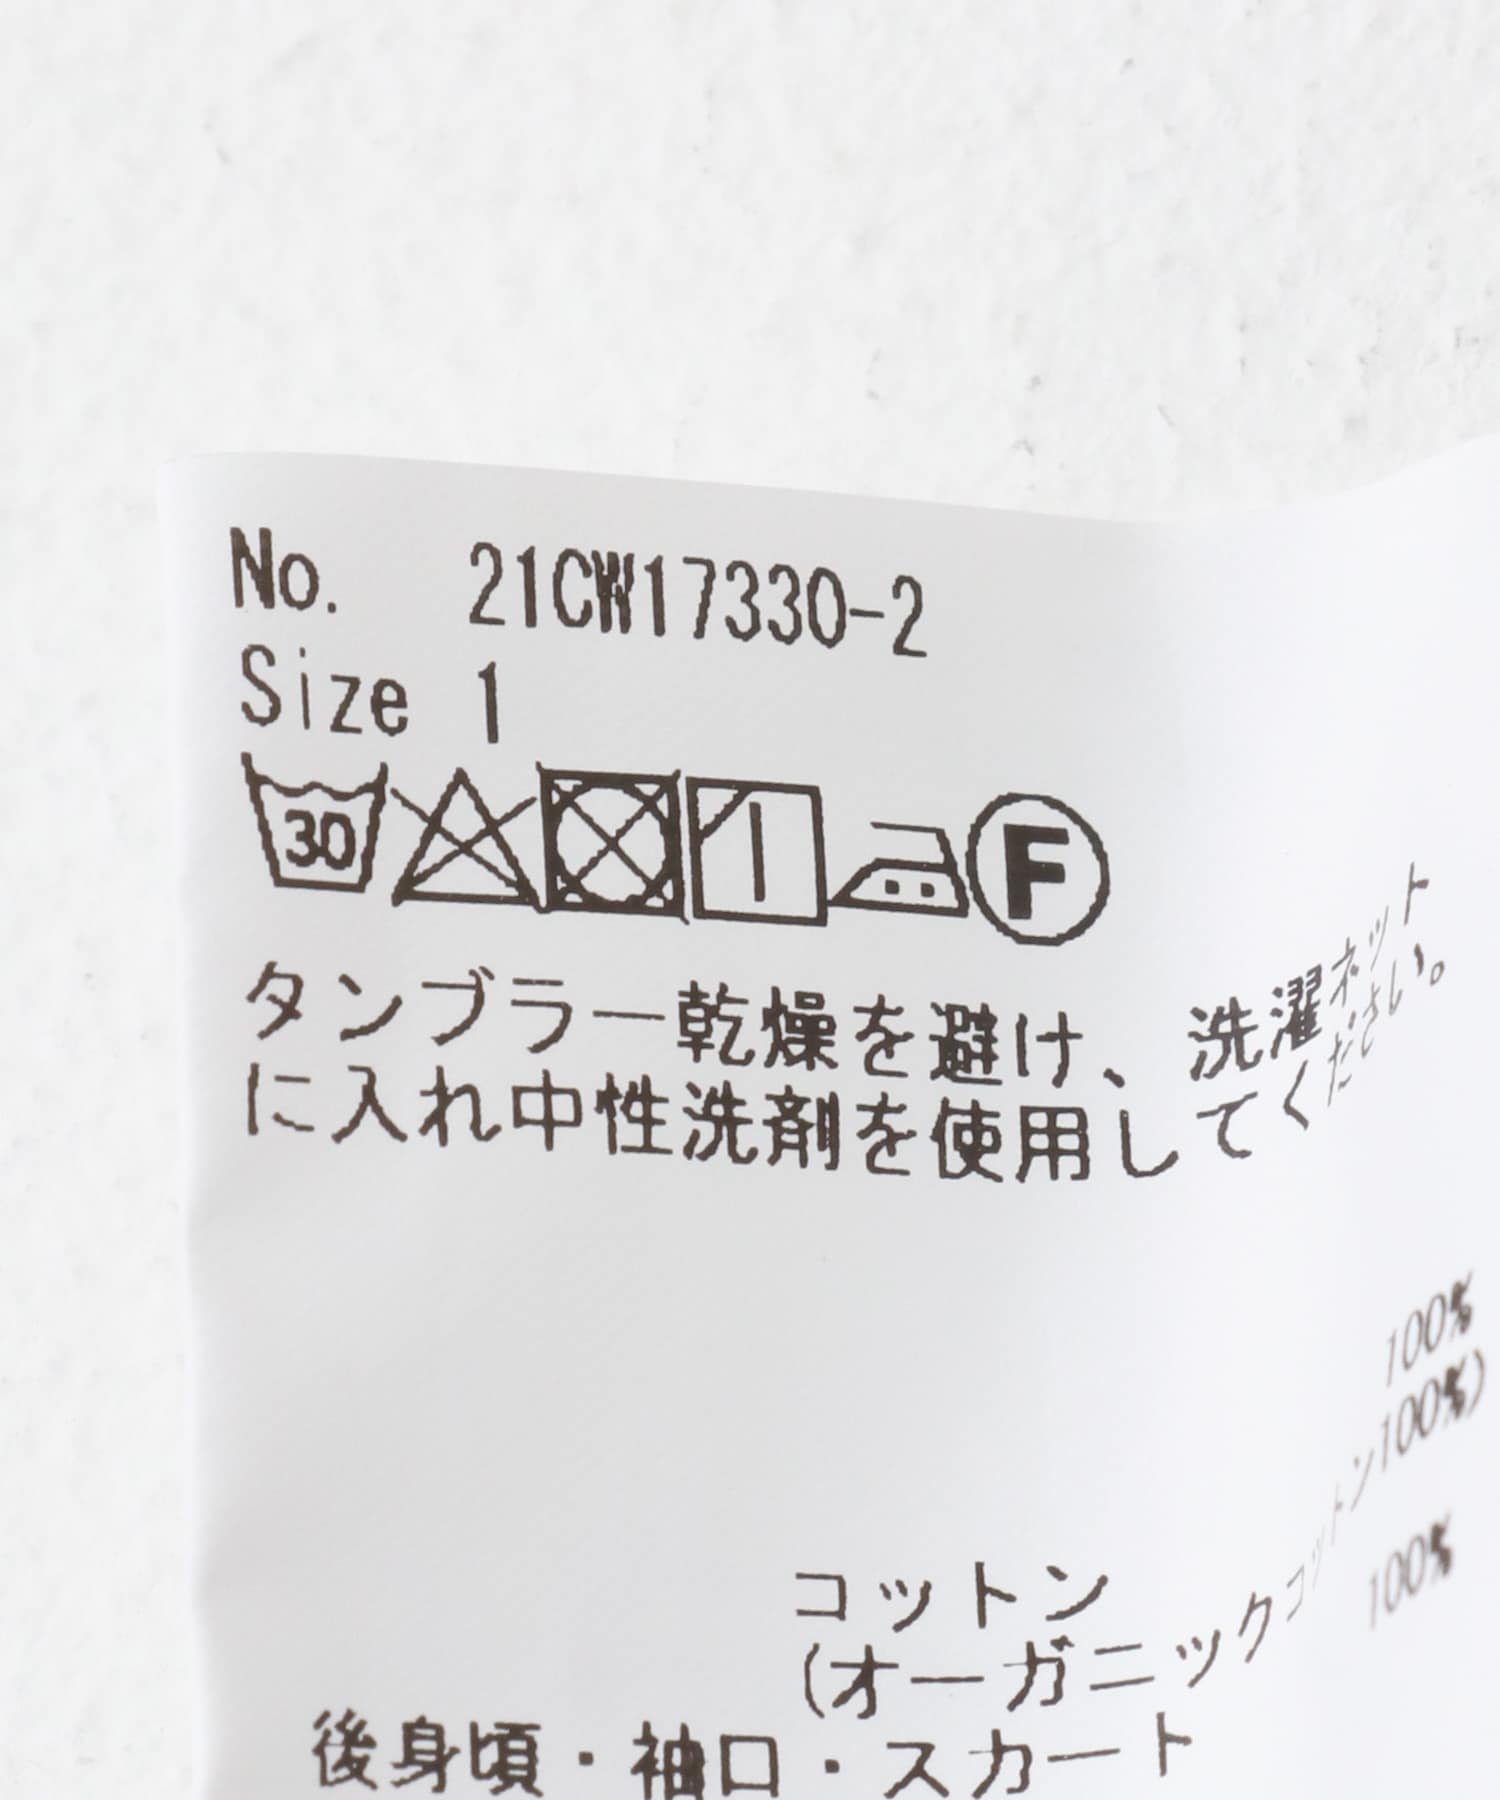 No. 21CW17330-2
Size 1
30 F
タンブラー乾燥を避け、洗濯ネット
に入れ中性洗剤を使用してください。
コットン 100%
(オーガニックコットン100%)
後身頃・袖口・スカート
100%